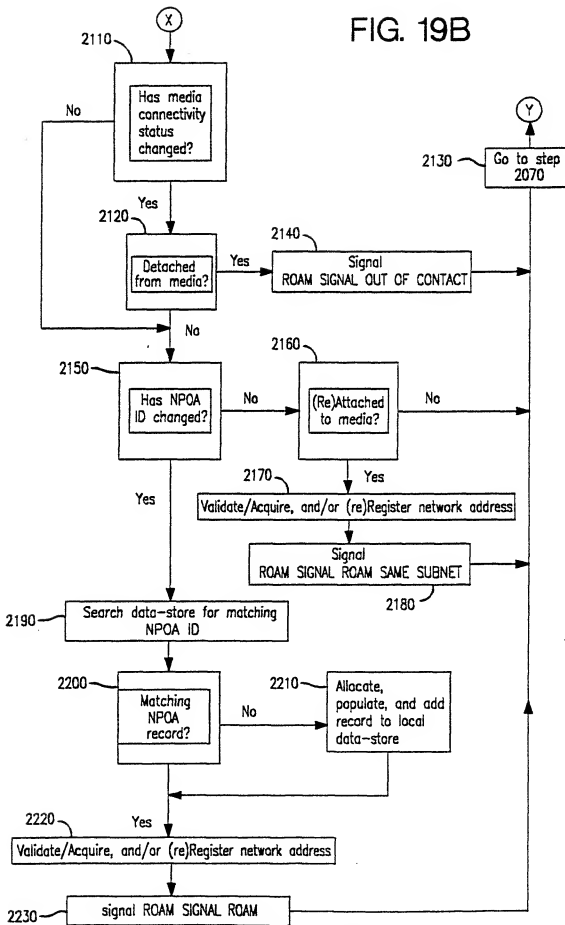 X
FIG. 19B
2110
Has media
connectivity
status
changed?
No
Yes
Y
2130
Go to step
2070
2120
Detached
from media?
Yes
2140
Signal
ROAM SIGNAL OUT OF CONTACT
No
2150
Has NPOA
ID changed?
No
2160
(Re)Attached
to media?
No
Yes
Yes
2170
Validate/Acquire, and/or (re)Register network address
Signal
ROAM SIGNAL ROAM SAME SUBNET
2180
2190
Search data-store for matching
NPOA ID
2200
Matching
NPOA
record?
No
2210
Allocate,
populate, and add
record to local
data-store
Yes
2220
Validate/Acquire, and/or (re)Register network address
2230
signal ROAM SIGNAL ROAM